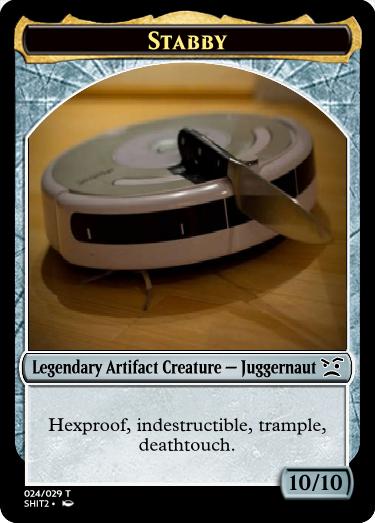 STABBY
Legendary Artifact Creature — Juggernaut
Hexproof, indestructible, trample,
deathtouch.
10/10
024/029 T
SHIT2 •